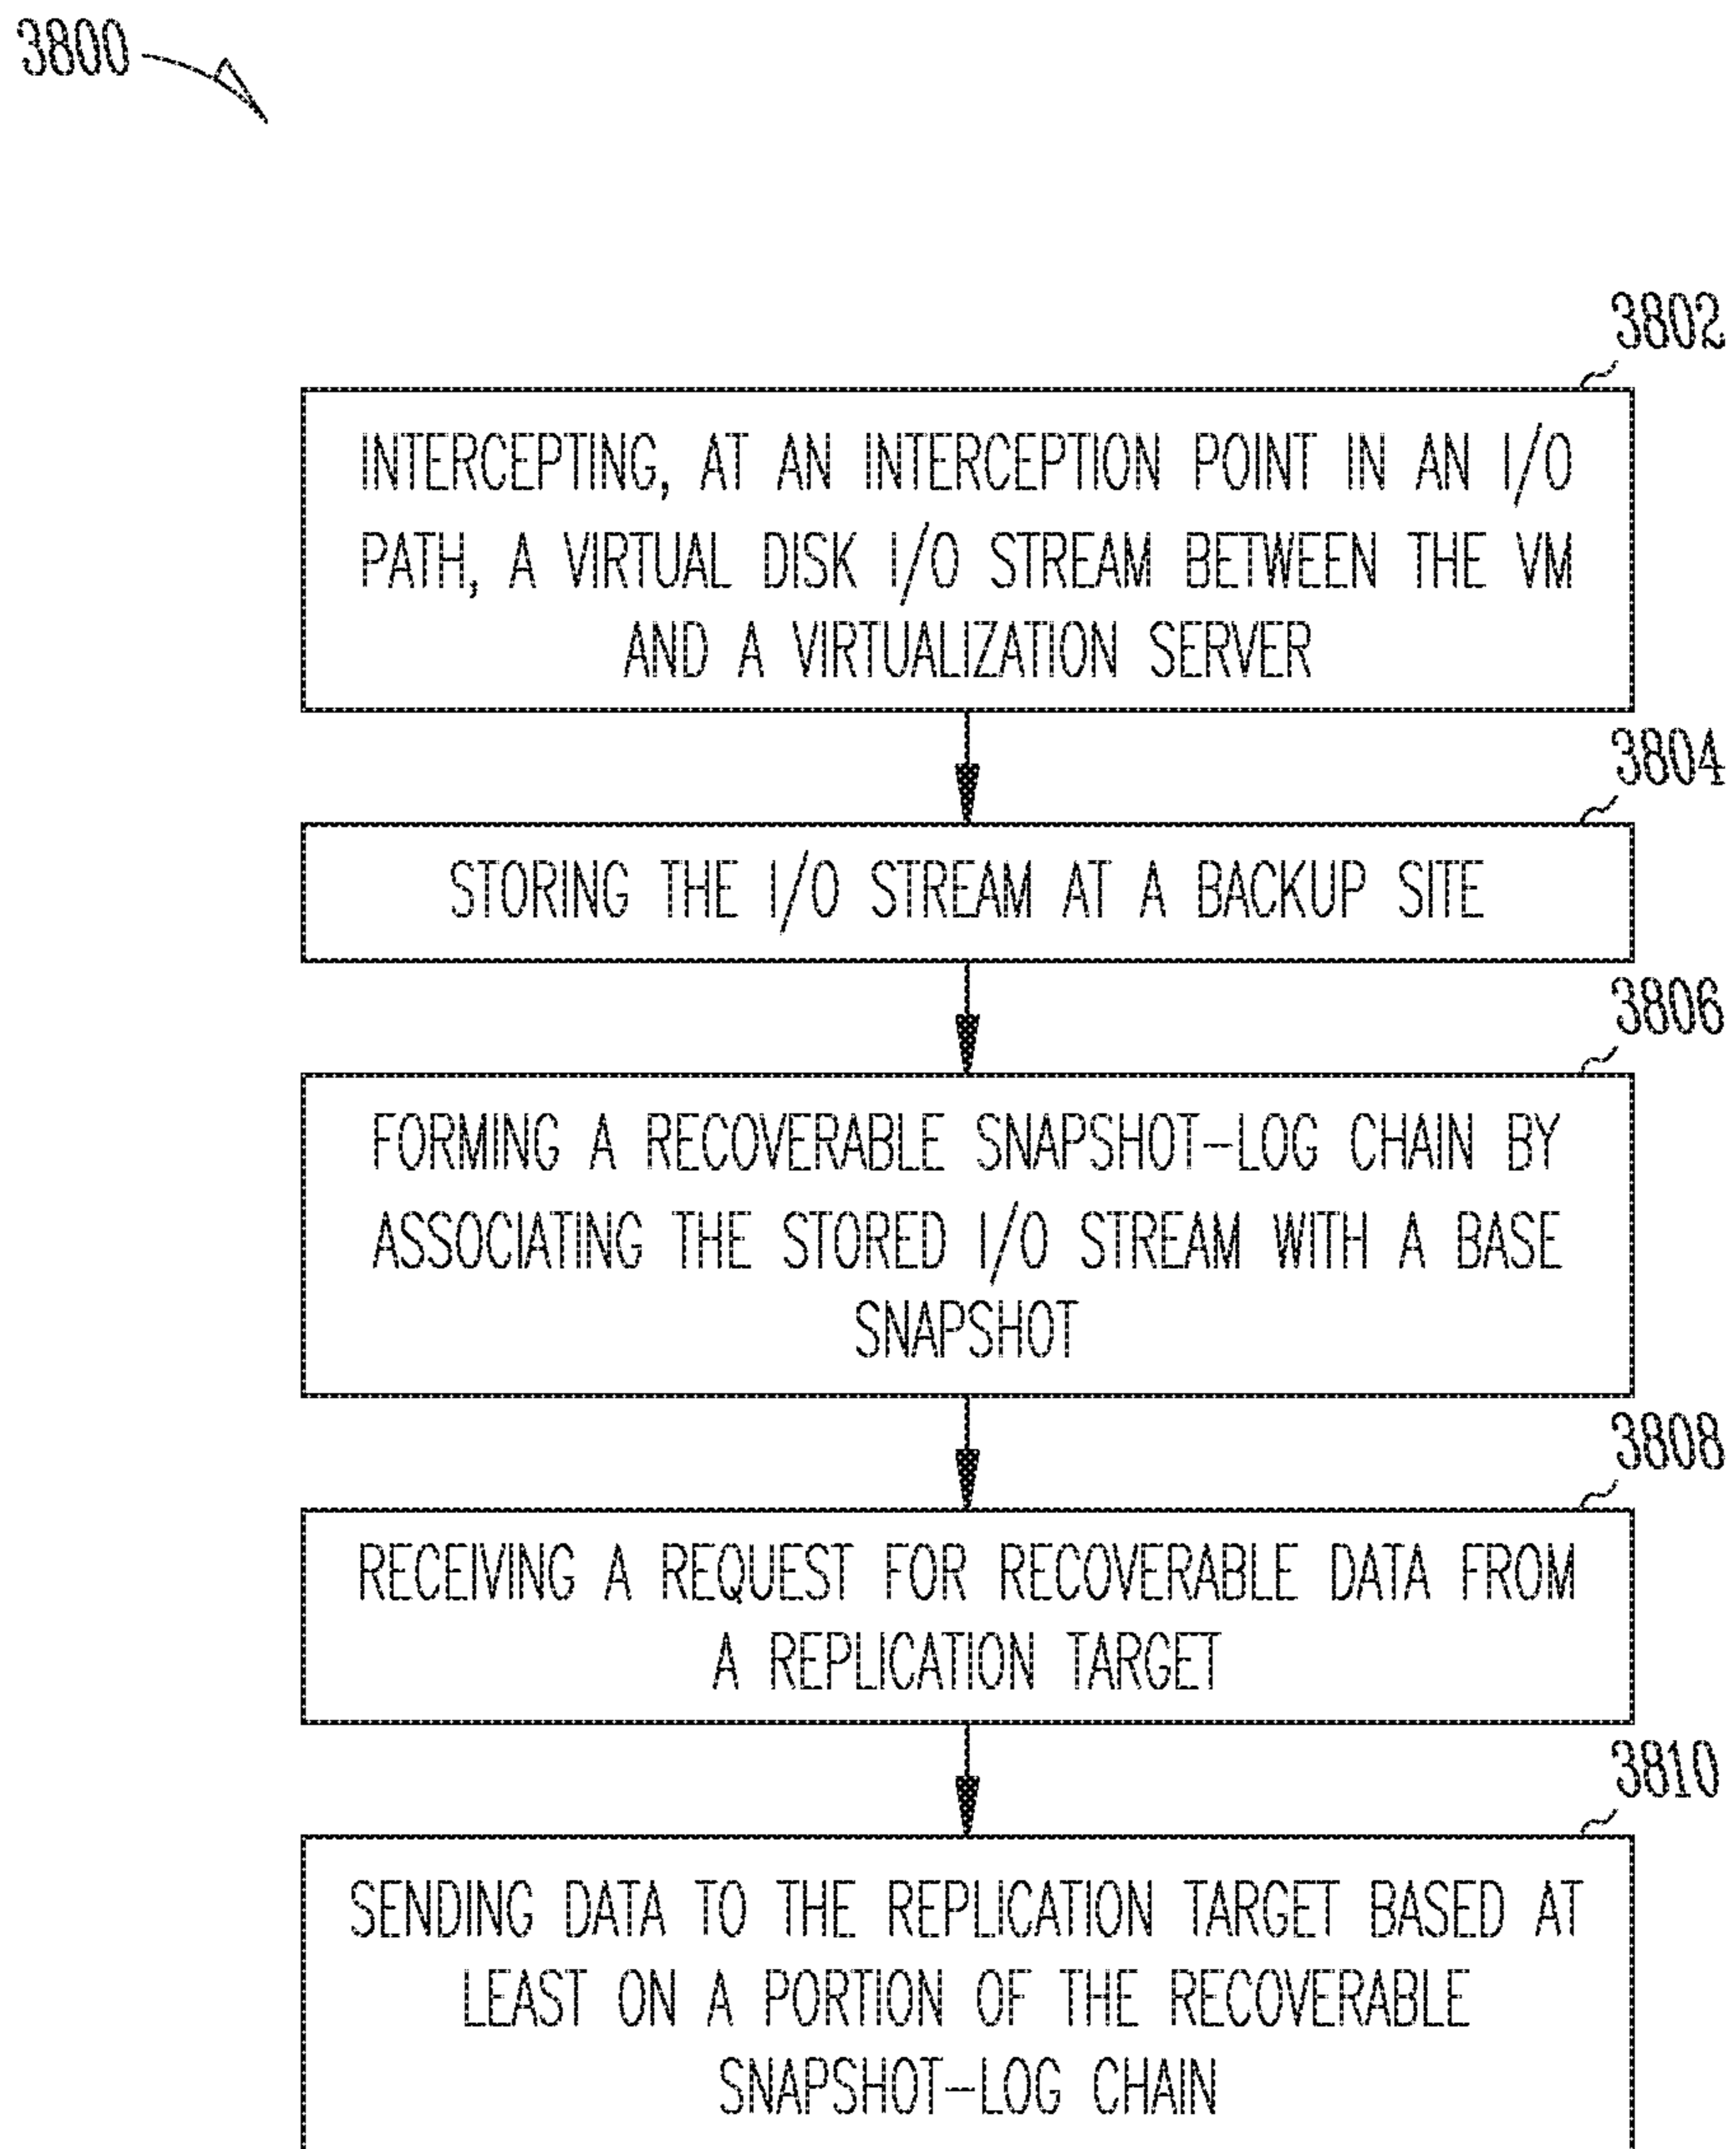 3800
3802
INTERCEPTING, AT AN INTERCEPTION POINT IN AN I/O
PATH, A VIRTUAL DISK I/O STREAM BETWEEN THE VM
AND A VIRTUALIZATION SERVER
3804
STORING THE I/O STREAM AT A BACKUP SITE
3806
FORMING A RECOVERABLE SNAPSHOT-LOG CHAIN BY
ASSOCIATING THE STORED I/O STREAM WITH A BASE
SNAPSHOT
3808
RECEIVING A REQUEST FOR RECOVERABLE DATA FROM
A REPLICATION TARGET
3810
SENDING DATA TO THE REPLICATION TARGET BASED AT
LEAST ON A PORTION OF THE RECOVERABLE
SNAPSHOT-LOG CHAIN